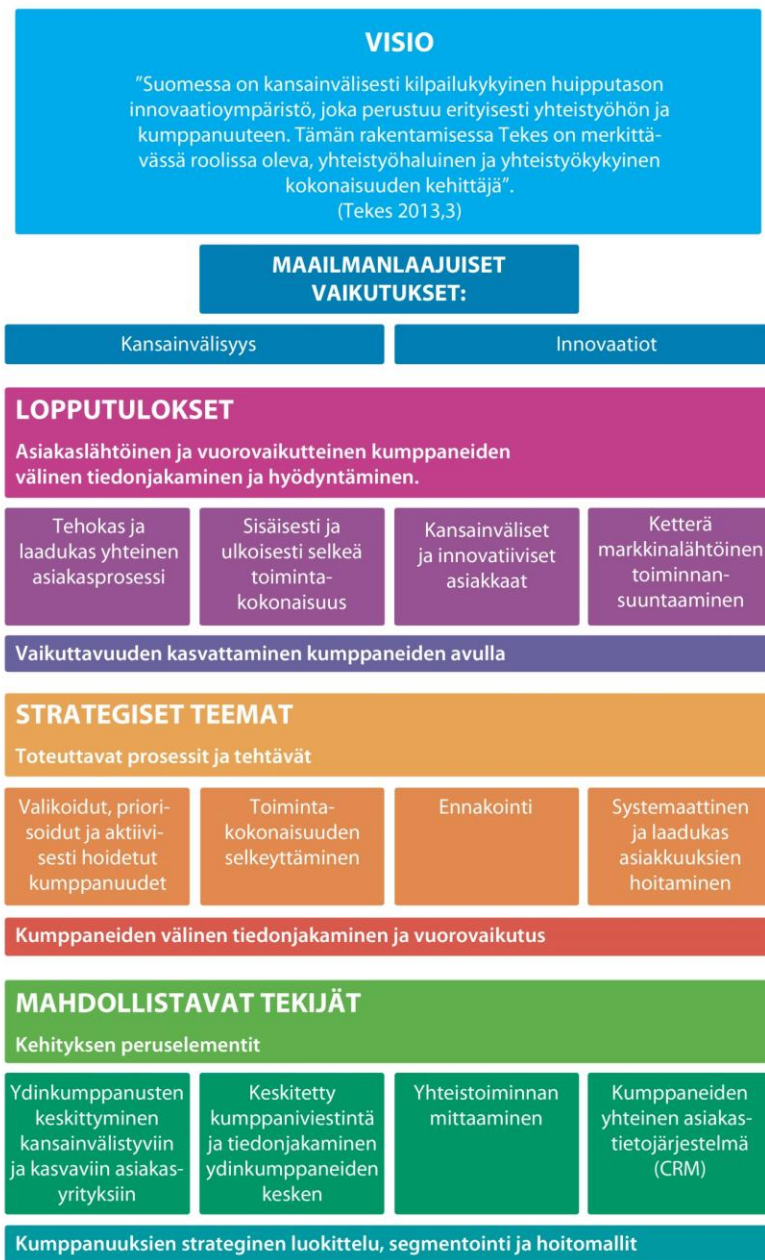 VISIO
"Suomessa on kansainvälisesti kilpailukykyinen huipputason
innovaatioympäristö, joka perustuu erityisesti yhteistyöhön ja
kumppanuuteen. Tämän rakentamisessa Tekes on merkittä-
vässä roolissa oleva, yhteistyöhaluinen ja yhteistyökykyinen
kokonaisuuden kehittäjä".
(Tekes 2013,3)
MAAILMANLAAJUISET
VAIKUTUKSET:
Kansainvälisyys
Innovaatiot
LOPPUTULOKSET
Asiakaslähtöinen ja vuorovaikutteinen kumppaneiden
välinen tiedonjakaminen ja hyödyntäminen.
Tehokas ja
laadukas yhteinen
asiakasprosessi
Sisäisesti ja
ulkoisesti selkeä
toiminta-
kokonaisuus
Kansainväliset
ja innovatiiviset
asiakkaat
Ketterä
markkinalähtöinen
toiminnan-
suuntaaminen
Vaikuttavuuden kasvattaminen kumppaneiden avulla
STRATEGISET TEEMAT
Toteuttavat prosessit ja tehtävät
Valikoidut, priori-
soidut ja aktiivi-
sesti hoidetut
kumppanuudet
Toiminta-
kokonaisuuden
selkeyttäminen
Ennakointi
Systemaattinen
ja laadukas
asiakkuuksien
hoitaminen
Kumppaneiden välinen tiedonjakaminen ja vuorovaikutus
MAHDOLLISTAVAT TEKIJÄT
Kehityksen peruselementit
Ydinkumppanusten
keskittyminen
kansainvälistyviin
ja kasvaviin asiakas-
yrityksiin
Keskitetty
kumppaniviestintä
ja tiedonjakaminen
ydinkumppaneiden
kesken
Yhteistoiminnan
mittaaminen
Kumppaneiden
yhteinen asiakas-
tietojärjestelmä
(CRM)
Kumppanuuksien strateginen luokittelu, segmentointi ja hoitomallit